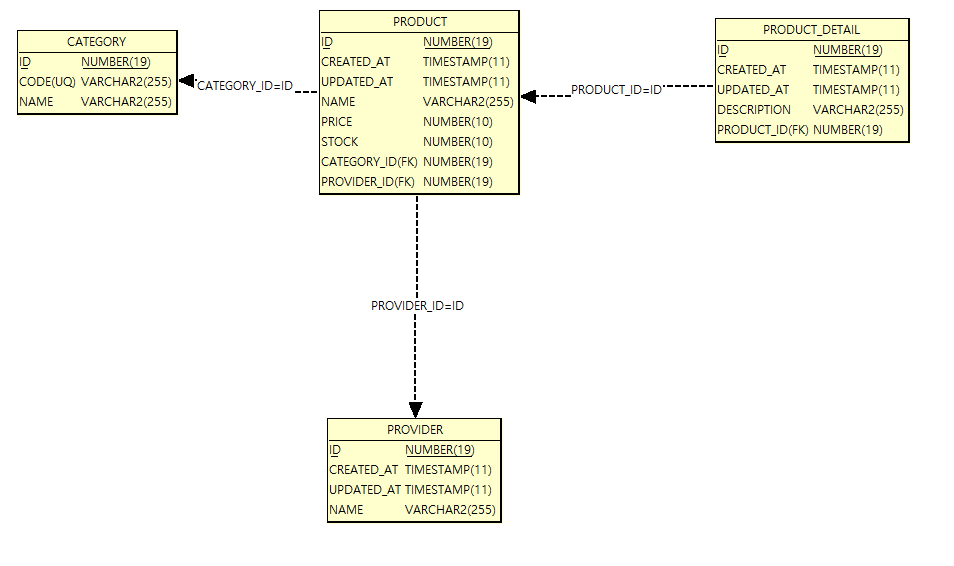 CATEGORY
ID NUMBER(19)
CODE(UQ) VARCHAR2(255)
NAME VARCHAR2(255)
CATEGORY_ID=ID
PRODUCT
ID NUMBER(19)
CREATED_AT TIMESTAMP(11)
UPDATED_AT TIMESTAMP(11)
NAME VARCHAR2(255)
PRICE NUMBER(10)
STOCK NUMBER(10)
CATEGORY_ID(FK) NUMBER(19)
PROVIDER_ID(FK) NUMBER(19)
PRODUCT_ID=ID
PRODUCT_DETAIL
ID NUMBER(19)
CREATED_AT TIMESTAMP(11)
UPDATED_AT TIMESTAMP(11)
DESCRIPTION VARCHAR2(255)
PRODUCT_ID(FK) NUMBER(19)
PROVIDER_ID=ID
PROVIDER
ID NUMBER(19)
CREATED_AT TIMESTAMP(11)
UPDATED_AT TIMESTAMP(11)
NAME VARCHAR2(255)